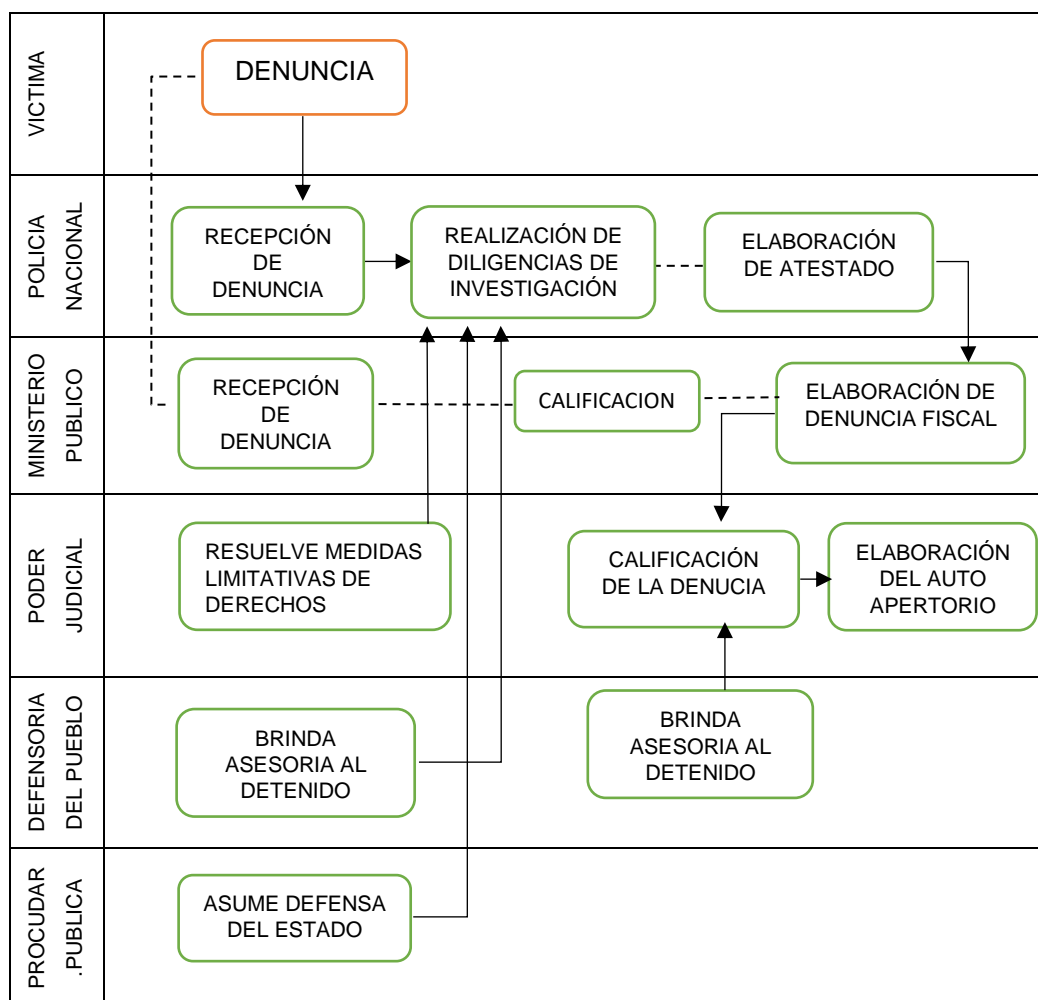 VICTIMA
DENUNCIA
POLICIA
NACIONAL
RECEPCIÓN
DE
DENUNCIA
REALIZACIÓN DE
DILIGENCIAS DE
INVESTIGACIÓN
ELABORACIÓN
DE ATESTADO
MINISTERIO
PUBLICO
RECEPCIÓN
DE
DENUNCIA
CALIFICACION
ELABORACIÓN DE
DENUNCIA FISCAL
PODER
JUDICIAL
RESUELVE MEDIDAS
LIMITATIVAS DE
DERECHOS
CALIFICACIÓN
DE LA DENUCIA
ELABORACIÓN
DEL AUTO
APERTORIO
DEFENSORIA
DEL PUEBLO
BRINDA
ASESORIA AL
DETENIDO
BRINDA
ASESORIA AL
DETENIDO
PROCUDAR
.PUBLICA
ASUME DEFENSA
DEL ESTADO